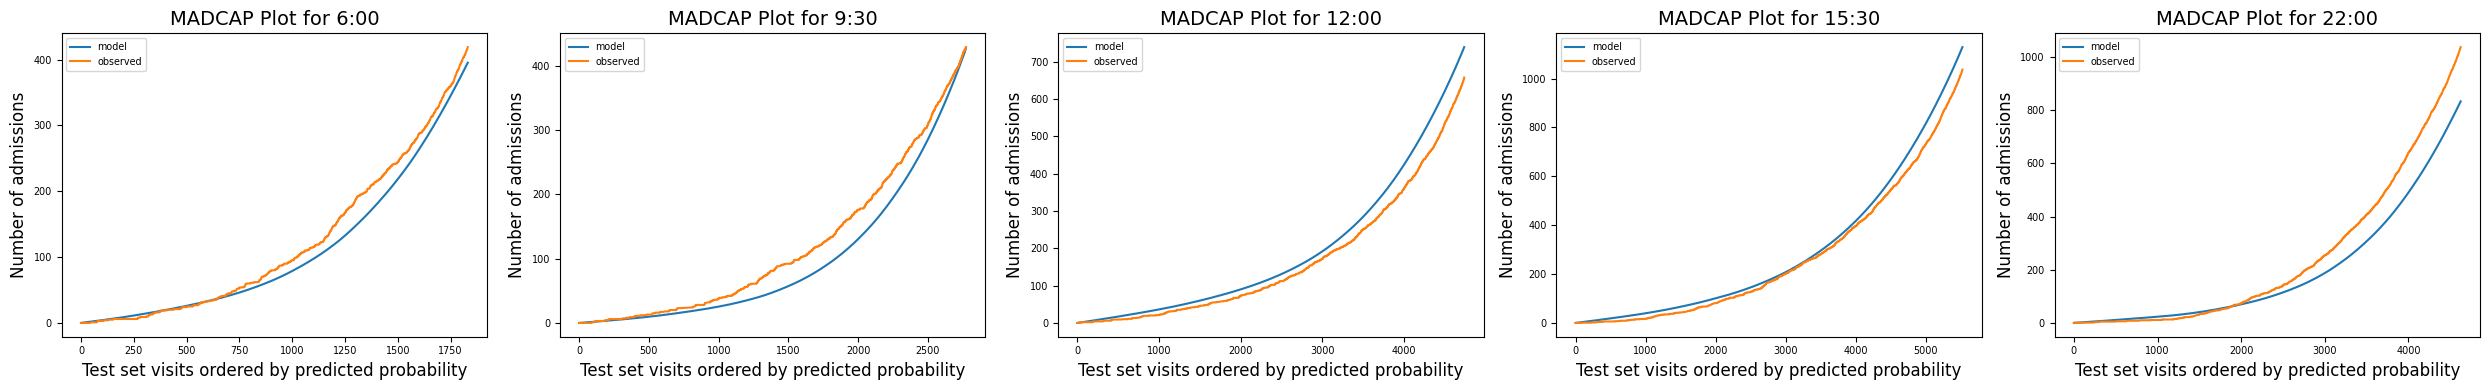 MADCAP Plot for 6:00
model
observed
Number of admissions
400
300
200
100
0
0 250 500 750 1000 1250 1500 1750
Test set visits ordered by predicted probability
MADCAP Plot for 9:30
model
observed
Number of admissions
400
300
200
100
0
0 500 1000 1500 2000 2500
Test set visits ordered by predicted probability
MADCAP Plot for 12:00
model
observed
Number of admissions
700
600
500
400
300
200
100
0
0 1000 2000 3000 4000
Test set visits ordered by predicted probability
MADCAP Plot for 15:30
model
observed
Number of admissions
1000
800
600
400
200
0
0 1000 2000 3000 4000 5000
Test set visits ordered by predicted probability
MADCAP Plot for 22:00
model
observed
Number of admissions
1000
800
600
400
200
0
0 1000 2000 3000 4000
Test set visits ordered by predicted probability